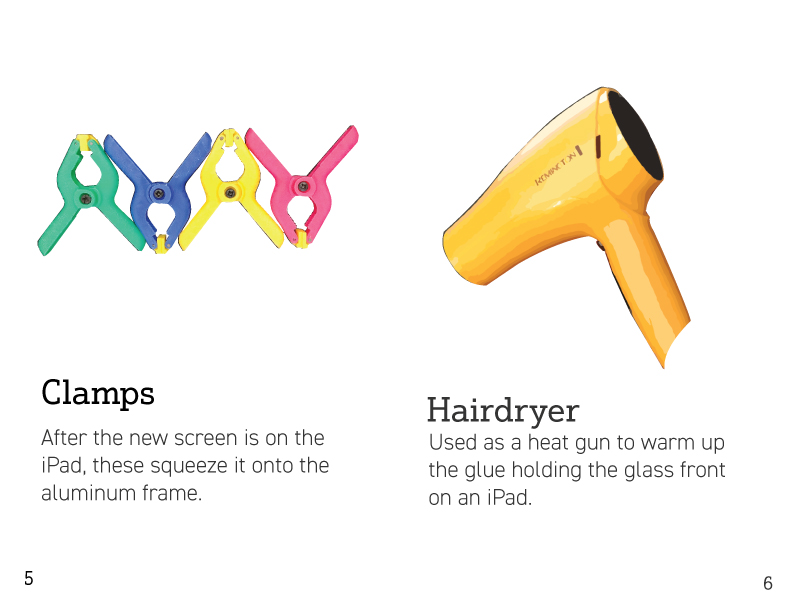 REMINGTON
Clamps
After the new screen is on the
iPad, these squeeze it onto the
aluminum frame.
5
Hairdryer
Used as a heat gun to warm up
the glue holding the glass front
on an iPad.
6